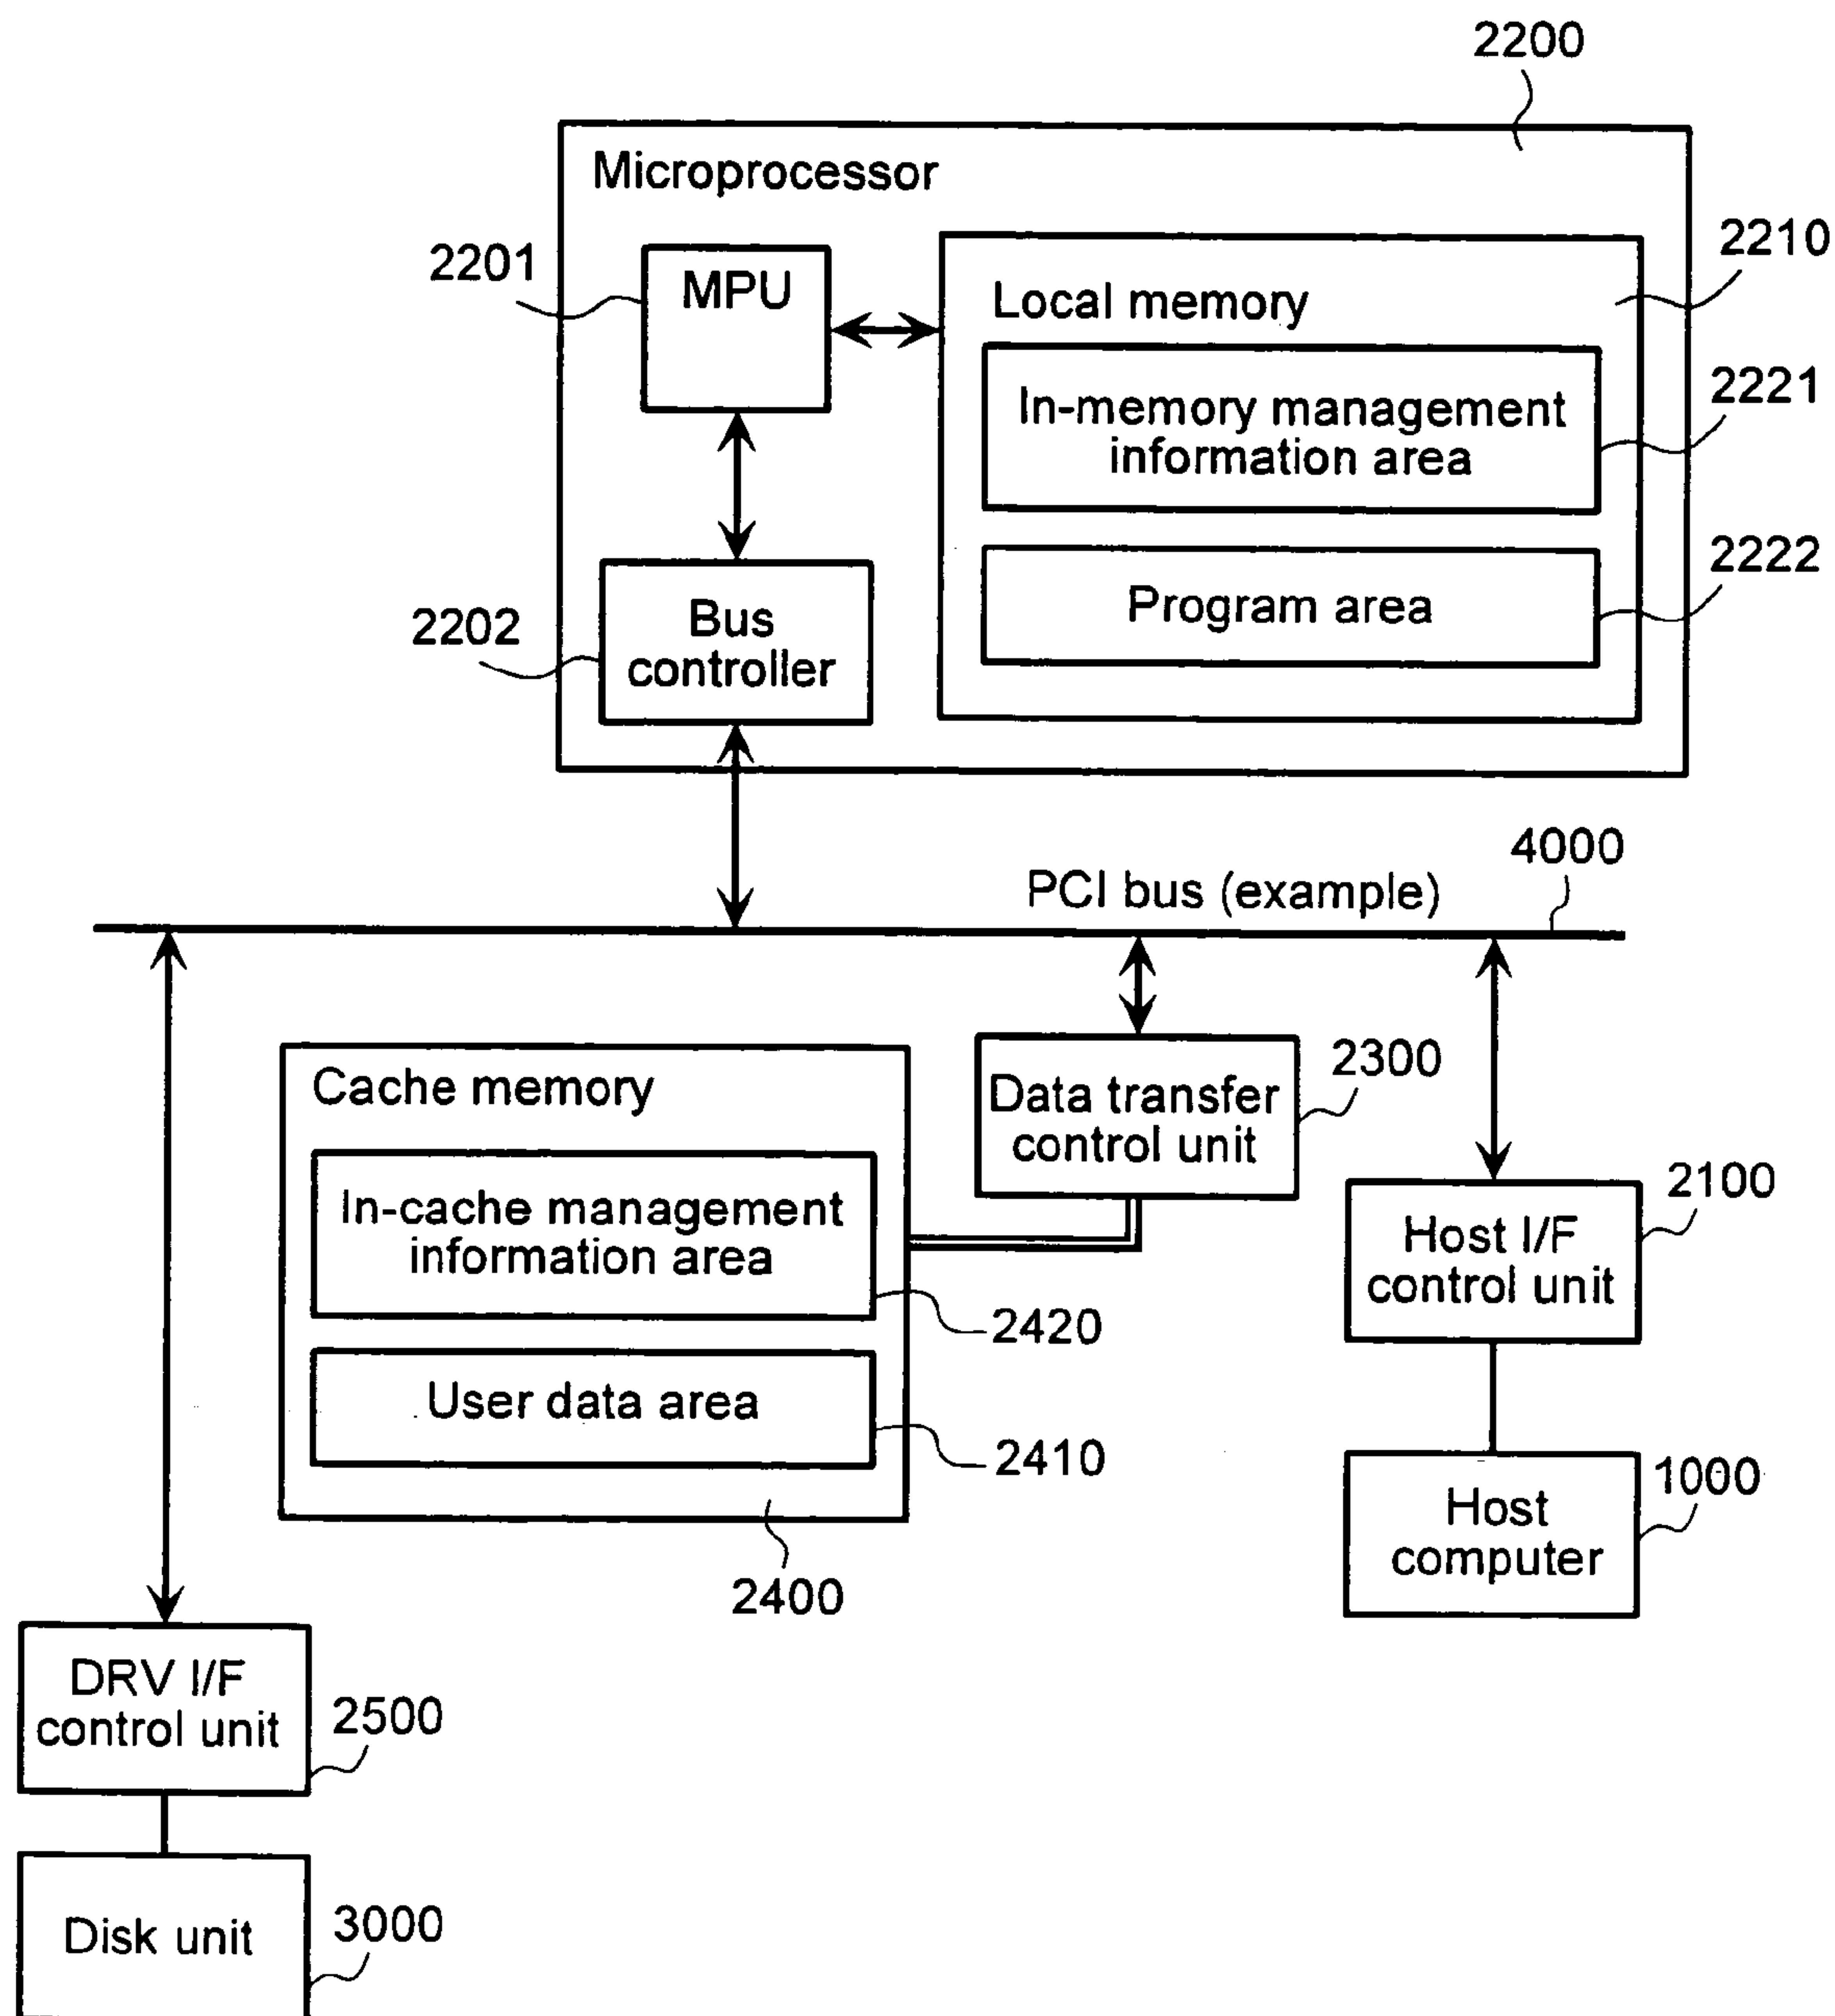 2200
Microprocessor
2201
MPU
2210
Local memory
2221
In-memory management
information area
2222
Program area
2202
Bus
controller
4000
PCI bus (example)
2300
Data transfer
control unit
Cache memory
In-cache management
information area
2420
User data area
2410
2400
2100
Host I/F
control unit
1000
Host
computer
DRV I/F
control unit
2500
Disk unit
3000